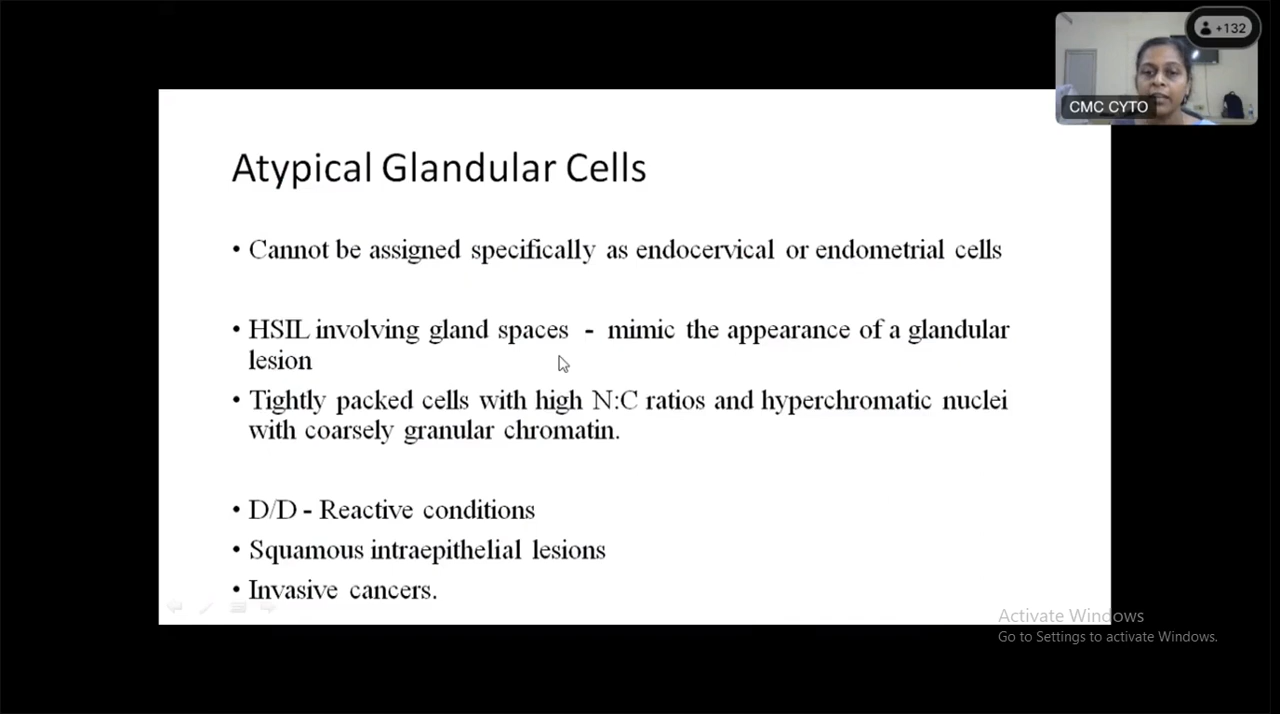 +132
CMC CYTO
Atypical Glandular Cells
• Cannot be assigned specifically as endocervical or endometrial cells
• HSIL involving gland spaces - mimic the appearance of a glandular
lesion
• Tightly packed cells with high N:C ratios and hyperchromatic nuclei
with coarsely granular chromatin.
• D/D - Reactive conditions
• Squamous intraepithelial lesions
• Invasive cancers.
Activate Windows
Go to Settings to activate Windows.